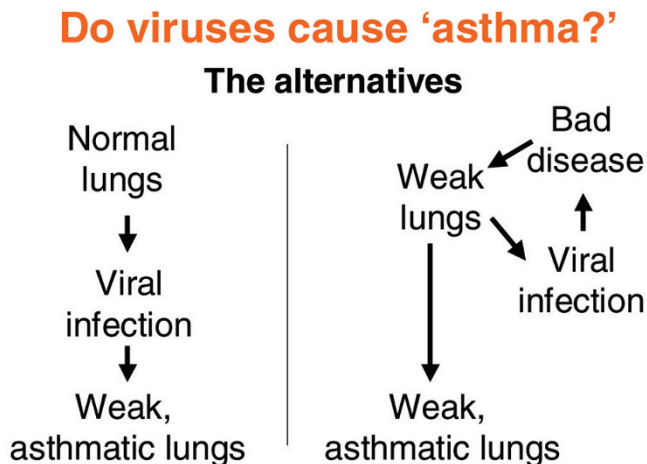 Do viruses cause ‘asthma?’
The alternatives
Normal
lungs
Viral
infection
Weak,
asthmatic lungs
Bad
disease
Weak
lungs
Viral
infection
Weak,
asthmatic lungs